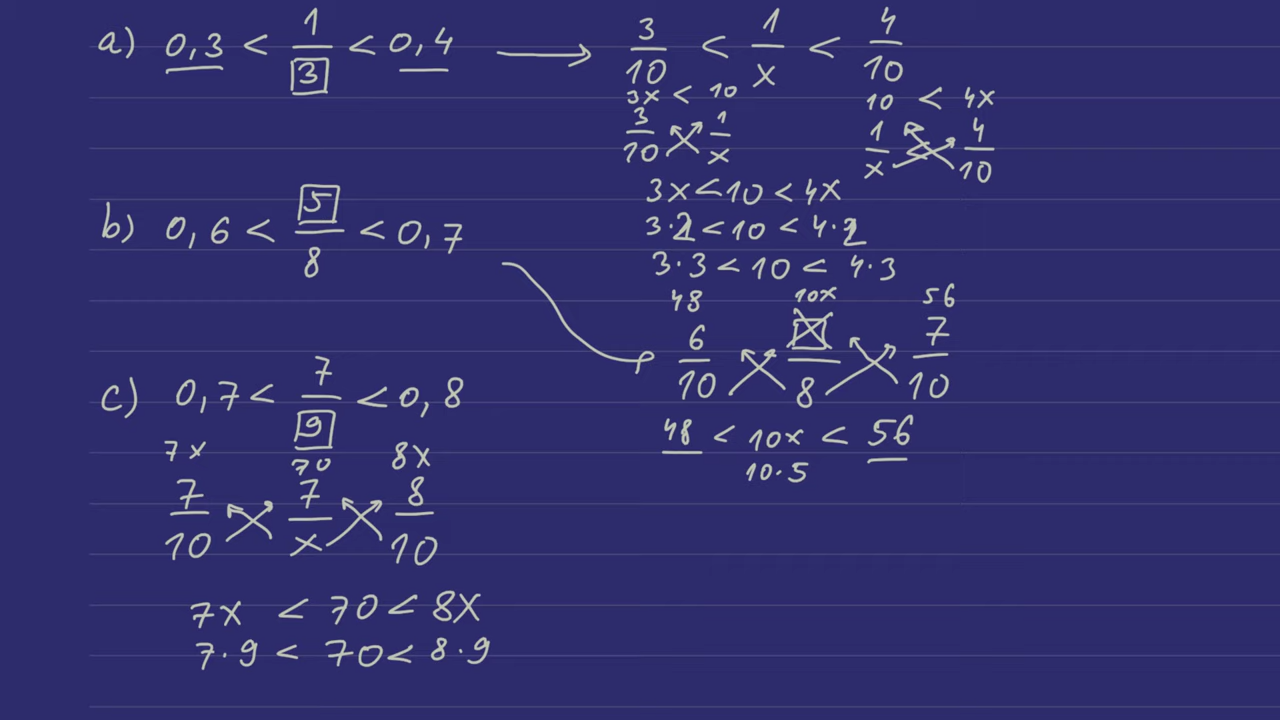 a) 0,3 < 1/3 < 0,4 → 3/10 < 1/x < 4/10
3x < 10 10 < 4x
3/10 1/x 1/x < 4/10
3x < 10 < 4x
3·2 < 10 < 4·2
3·3 < 10 < 4·3
b) 0,6 < 5/8 < 0,7
48 10x 56
6/10 □/8 7/10
48 < 10x < 56
10·5
c) 0,7 < 7/9 < 0,8
7x 70 8x
7/10 7/x 8/10
7x < 70 < 8x
7·9 < 70 < 8·9